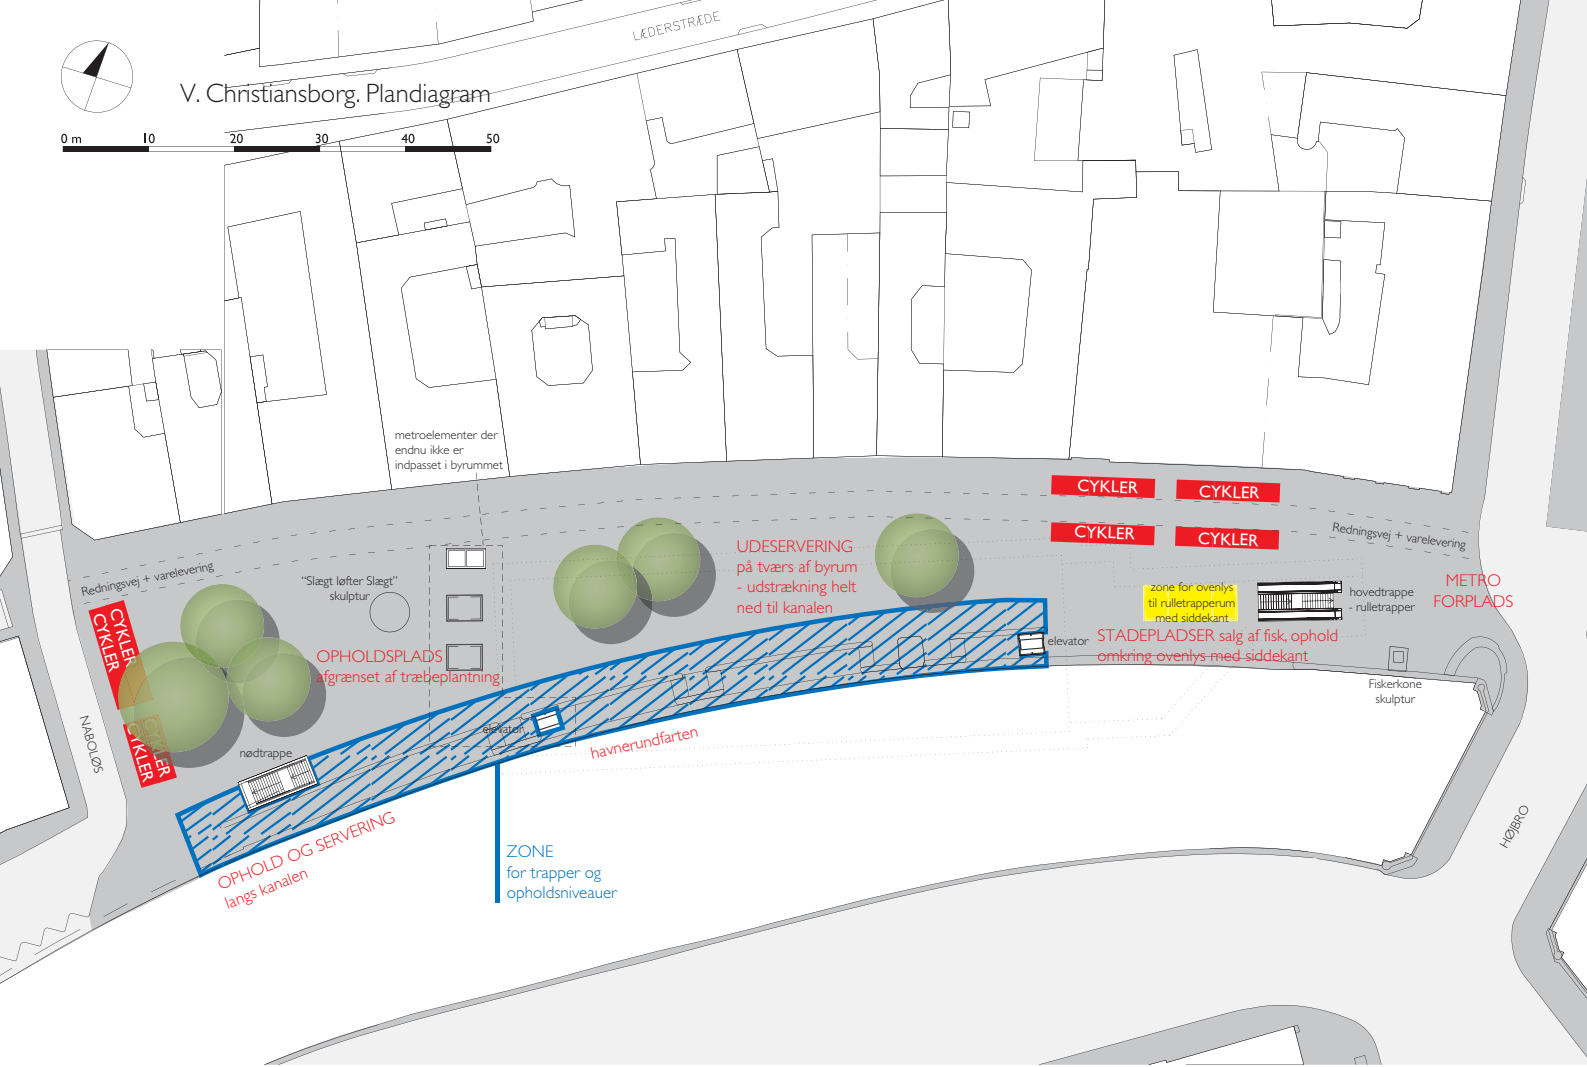 LÆDERSTRÆDE
V. Christiansborg. Plandiagram
0 m 10 20 30 40 50
metroelementer der
endnu ikke er
indpasset i byrummet
CYKLER
CYKLER
CYKLER
CYKLER
Redningsvej + varelevering
Redningsvej + varelevering
"Slægt løfter Slægt"
skulptur
UDESERVERING
på tværs af byrum
- udstrækning helt
ned til kanalen
zone for ovenlys
til rulletrapperum
med siddekant
hovedtrappe
- rulletrapper
METRO
FORPLADS
CYKLER
CYKLER
OPHOLDSPLADS
afgrænset af træbeplantning
elevator
STADEPLADSER salg af fisk, ophold
omkring ovenlys med siddekant
Fiskerkone
skulptur
NABOLØS
CYKLER
CYKLER
nødtrappe
elevator
havnerundfarten
OPHOLD OG SERVERING
langs kanalen
ZONE
for trapper og
opholdsniveauer
HØJBRO